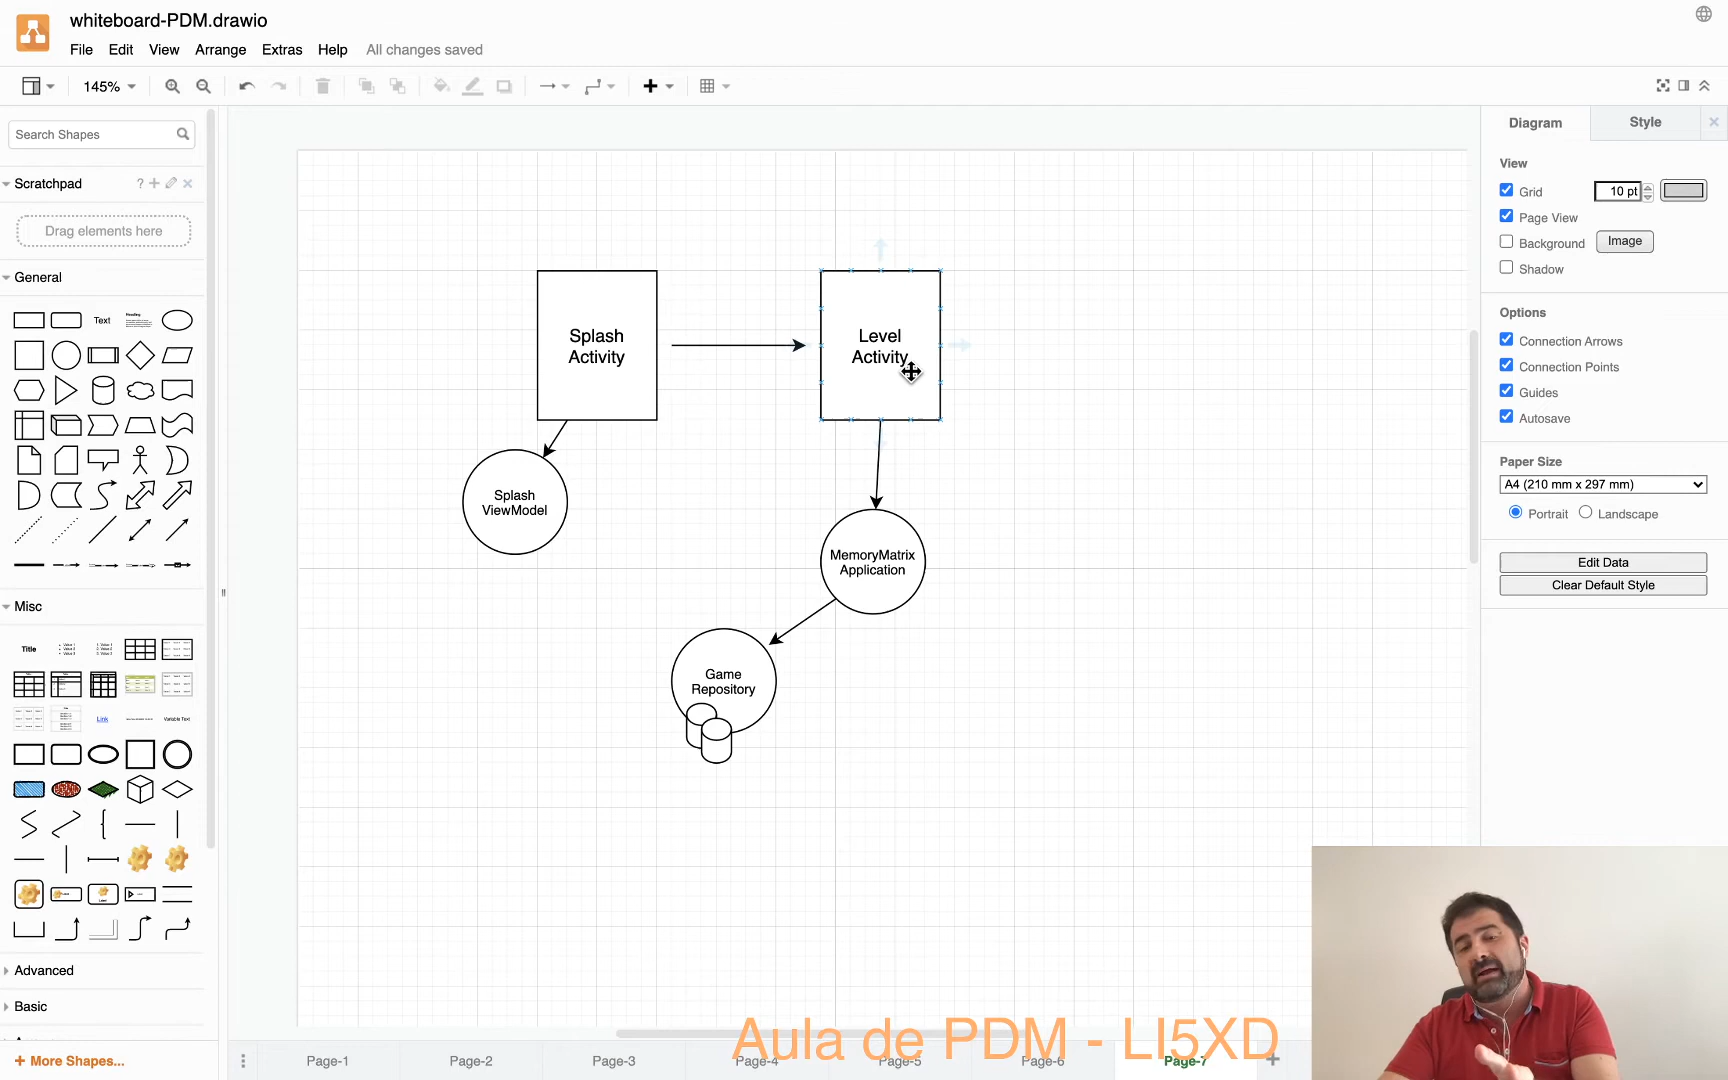 whiteboard-PDM.drawio
File Edit View Arrange Extras Help All changes saved
145%
Search Shapes
Scratchpad ?
Drag elements here
General
Text
Heading
Misc
Title
Link
Variable Text
Advanced
Basic
+ More Shapes...
Splash
Activity
Level
Activity
Splash
ViewModel
MemoryMatrix
Application
Game
Repository
Diagram Style
View
Grid 10 pt
Page View
Background Image
Shadow
Options
Connection Arrows
Connection Points
Guides
Autosave
Paper Size
A4 (210 mm x 297 mm)
Portrait Landscape
Edit Data
Clear Default Style
Aula de PDM - LI5XD
Page-1 Page-2 Page-3 Page-4 Page-5 Page-6 Page-7